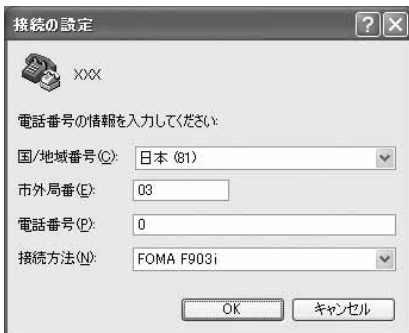 接続の設定
XXX
電話番号の情報を入力してください:
国/地域番号(C): 日本 (81)
市外局番(E): 03
電話番号(P): 0
接続方法(N): FOMA F903i
OK キャンセル